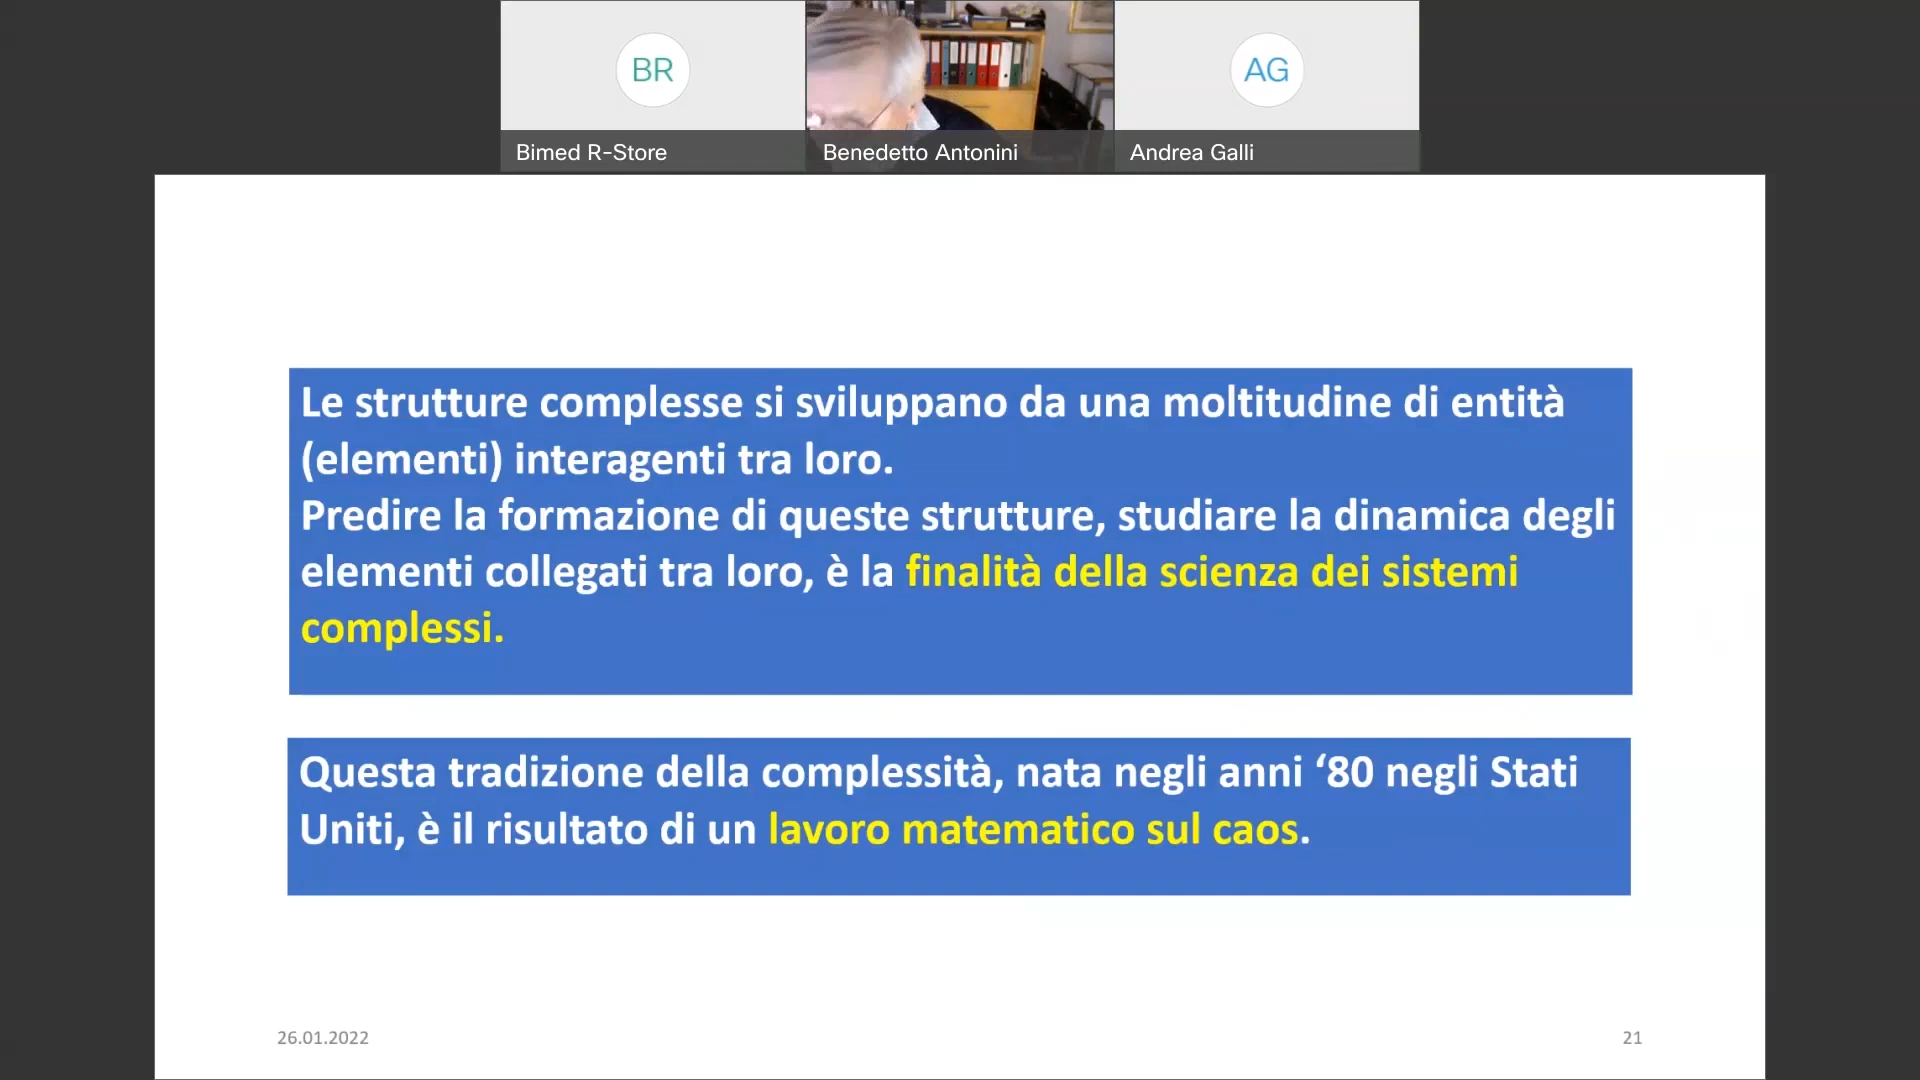 BR
AG
Bimed R-Store
Benedetto Antonini
Andrea Galli
Le strutture complesse si sviluppano da una moltitudine di entità
(elementi) interagenti tra loro.
Predire la formazione di queste strutture, studiare la dinamica degli
elementi collegati tra loro, è la finalità della scienza dei sistemi
complessi.
Questa tradizione della complessità, nata negli anni ‘80 negli Stati
Uniti, è il risultato di un lavoro matematico sul caos.
26.01.2022
21